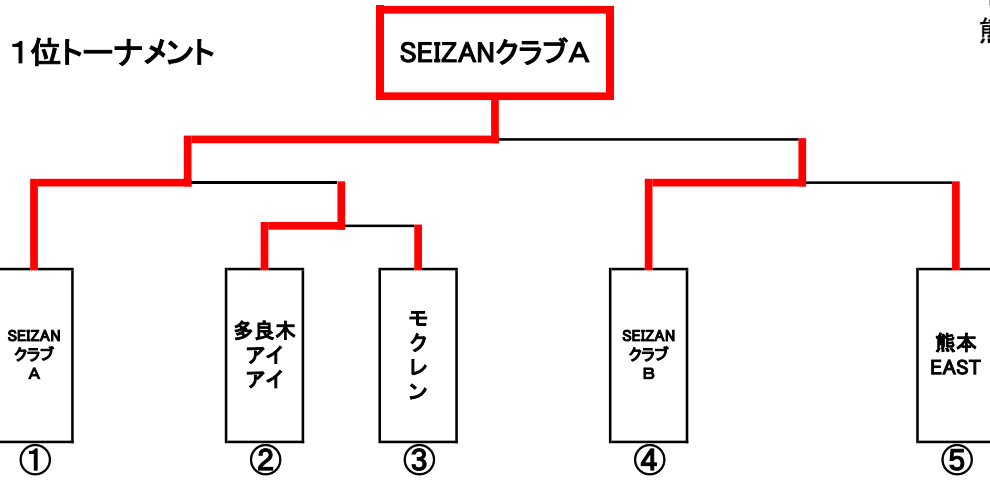 熊
1位トーナメント
SEIZANクラブA
SEIZAN
クラブ
A
多良木
アイ
アイ
モ
ク
レ
ン
SEIZAN
クラブ
B
熊本
EAST
①
②
③
④
⑤